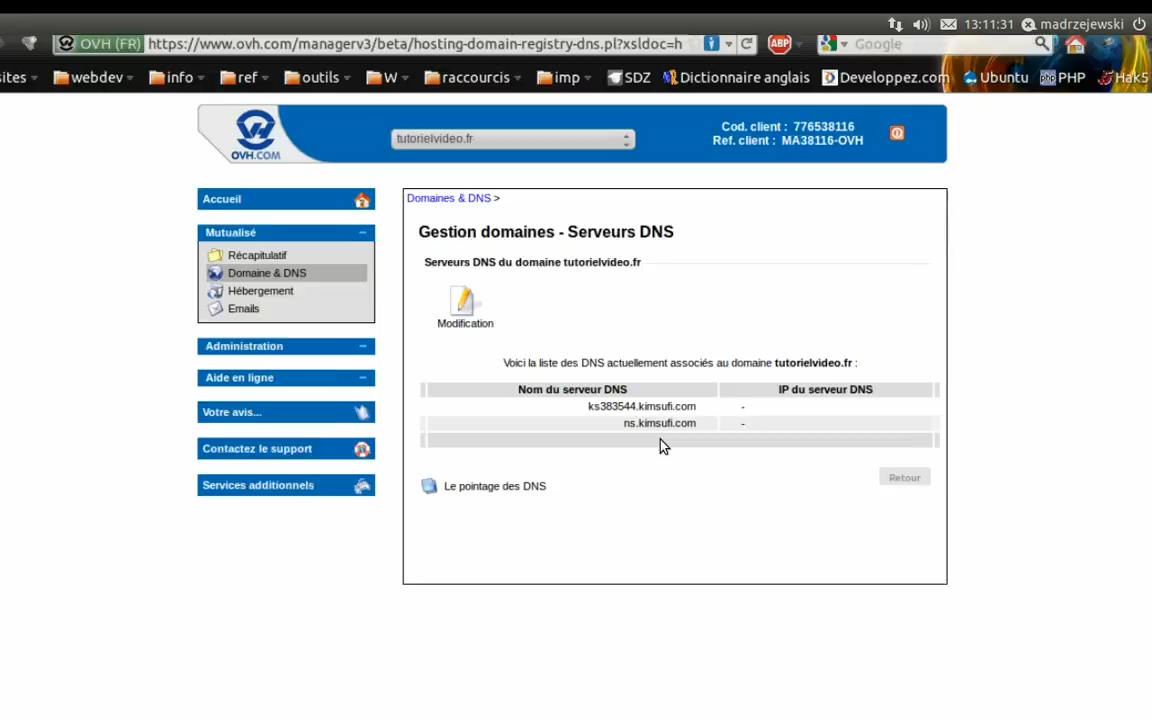 13:11:31 madrzejewski
OVH (FR) https://www.ovh.com/managerv3/beta/hosting-domain-registry-dns.pl?xsldoc=h ABP Google
sites webdev info ref outils W raccourcis imp SDZ Dictionnaire anglais Developpez.com Ubuntu php PHP Hak5
OVH.COM
tutorielvideo.fr
Cod. client : 776538116
Ref. client : MA38116-OVH
Accueil
Mutualisé
Récapitulatif
Domaine & DNS
Hébergement
Emails
Administration
Aide en ligne
Votre avis...
Contactez le support
Services additionnels
Domaines & DNS >
Gestion domaines - Serveurs DNS
Serveurs DNS du domaine tutorielvideo.fr
Modification
Voici la liste des DNS actuellement associés au domaine tutorielvideo.fr :
Nom du serveur DNS IP du serveur DNS
ks383544.kimsufi.com -
ns.kimsufi.com -
Le pointage des DNS
Retour